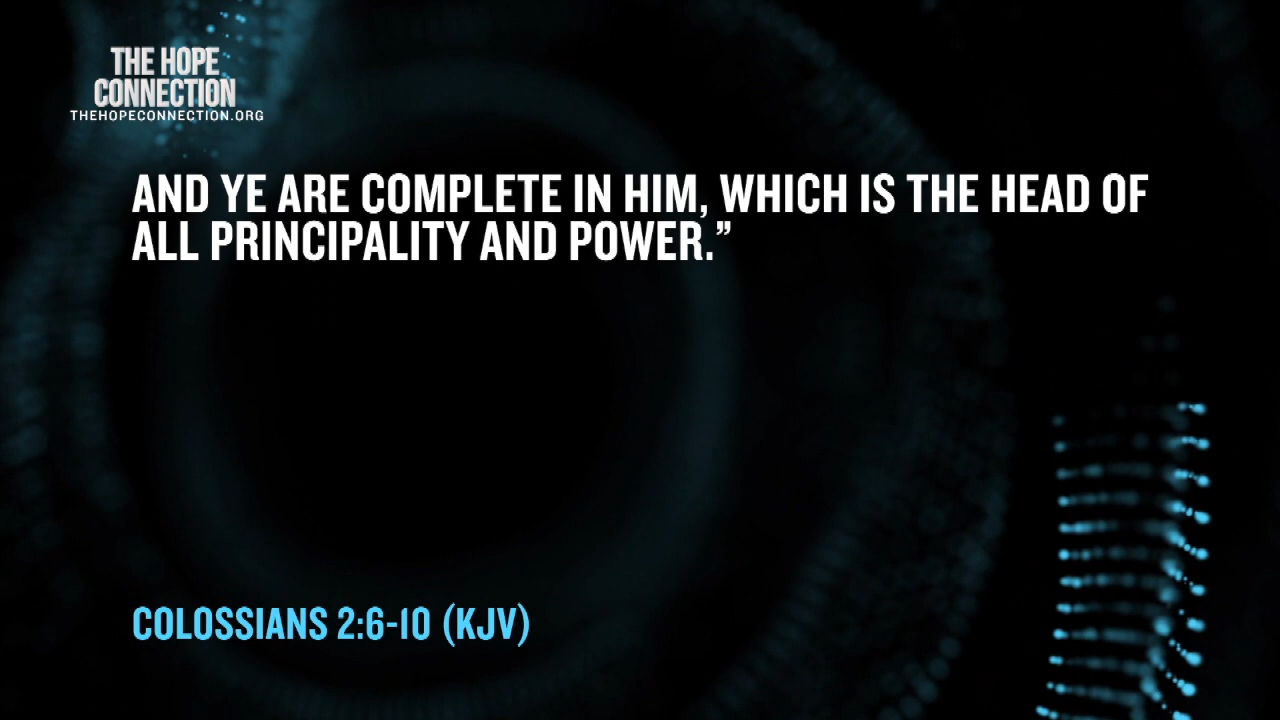 THE HOPE
CONNECTION
THEHOPECONNECTION.ORG
AND YE ARE COMPLETE IN HIM, WHICH IS THE HEAD OF
ALL PRINCIPALITY AND POWER.”
COLOSSIANS 2:6-10 (KJV)